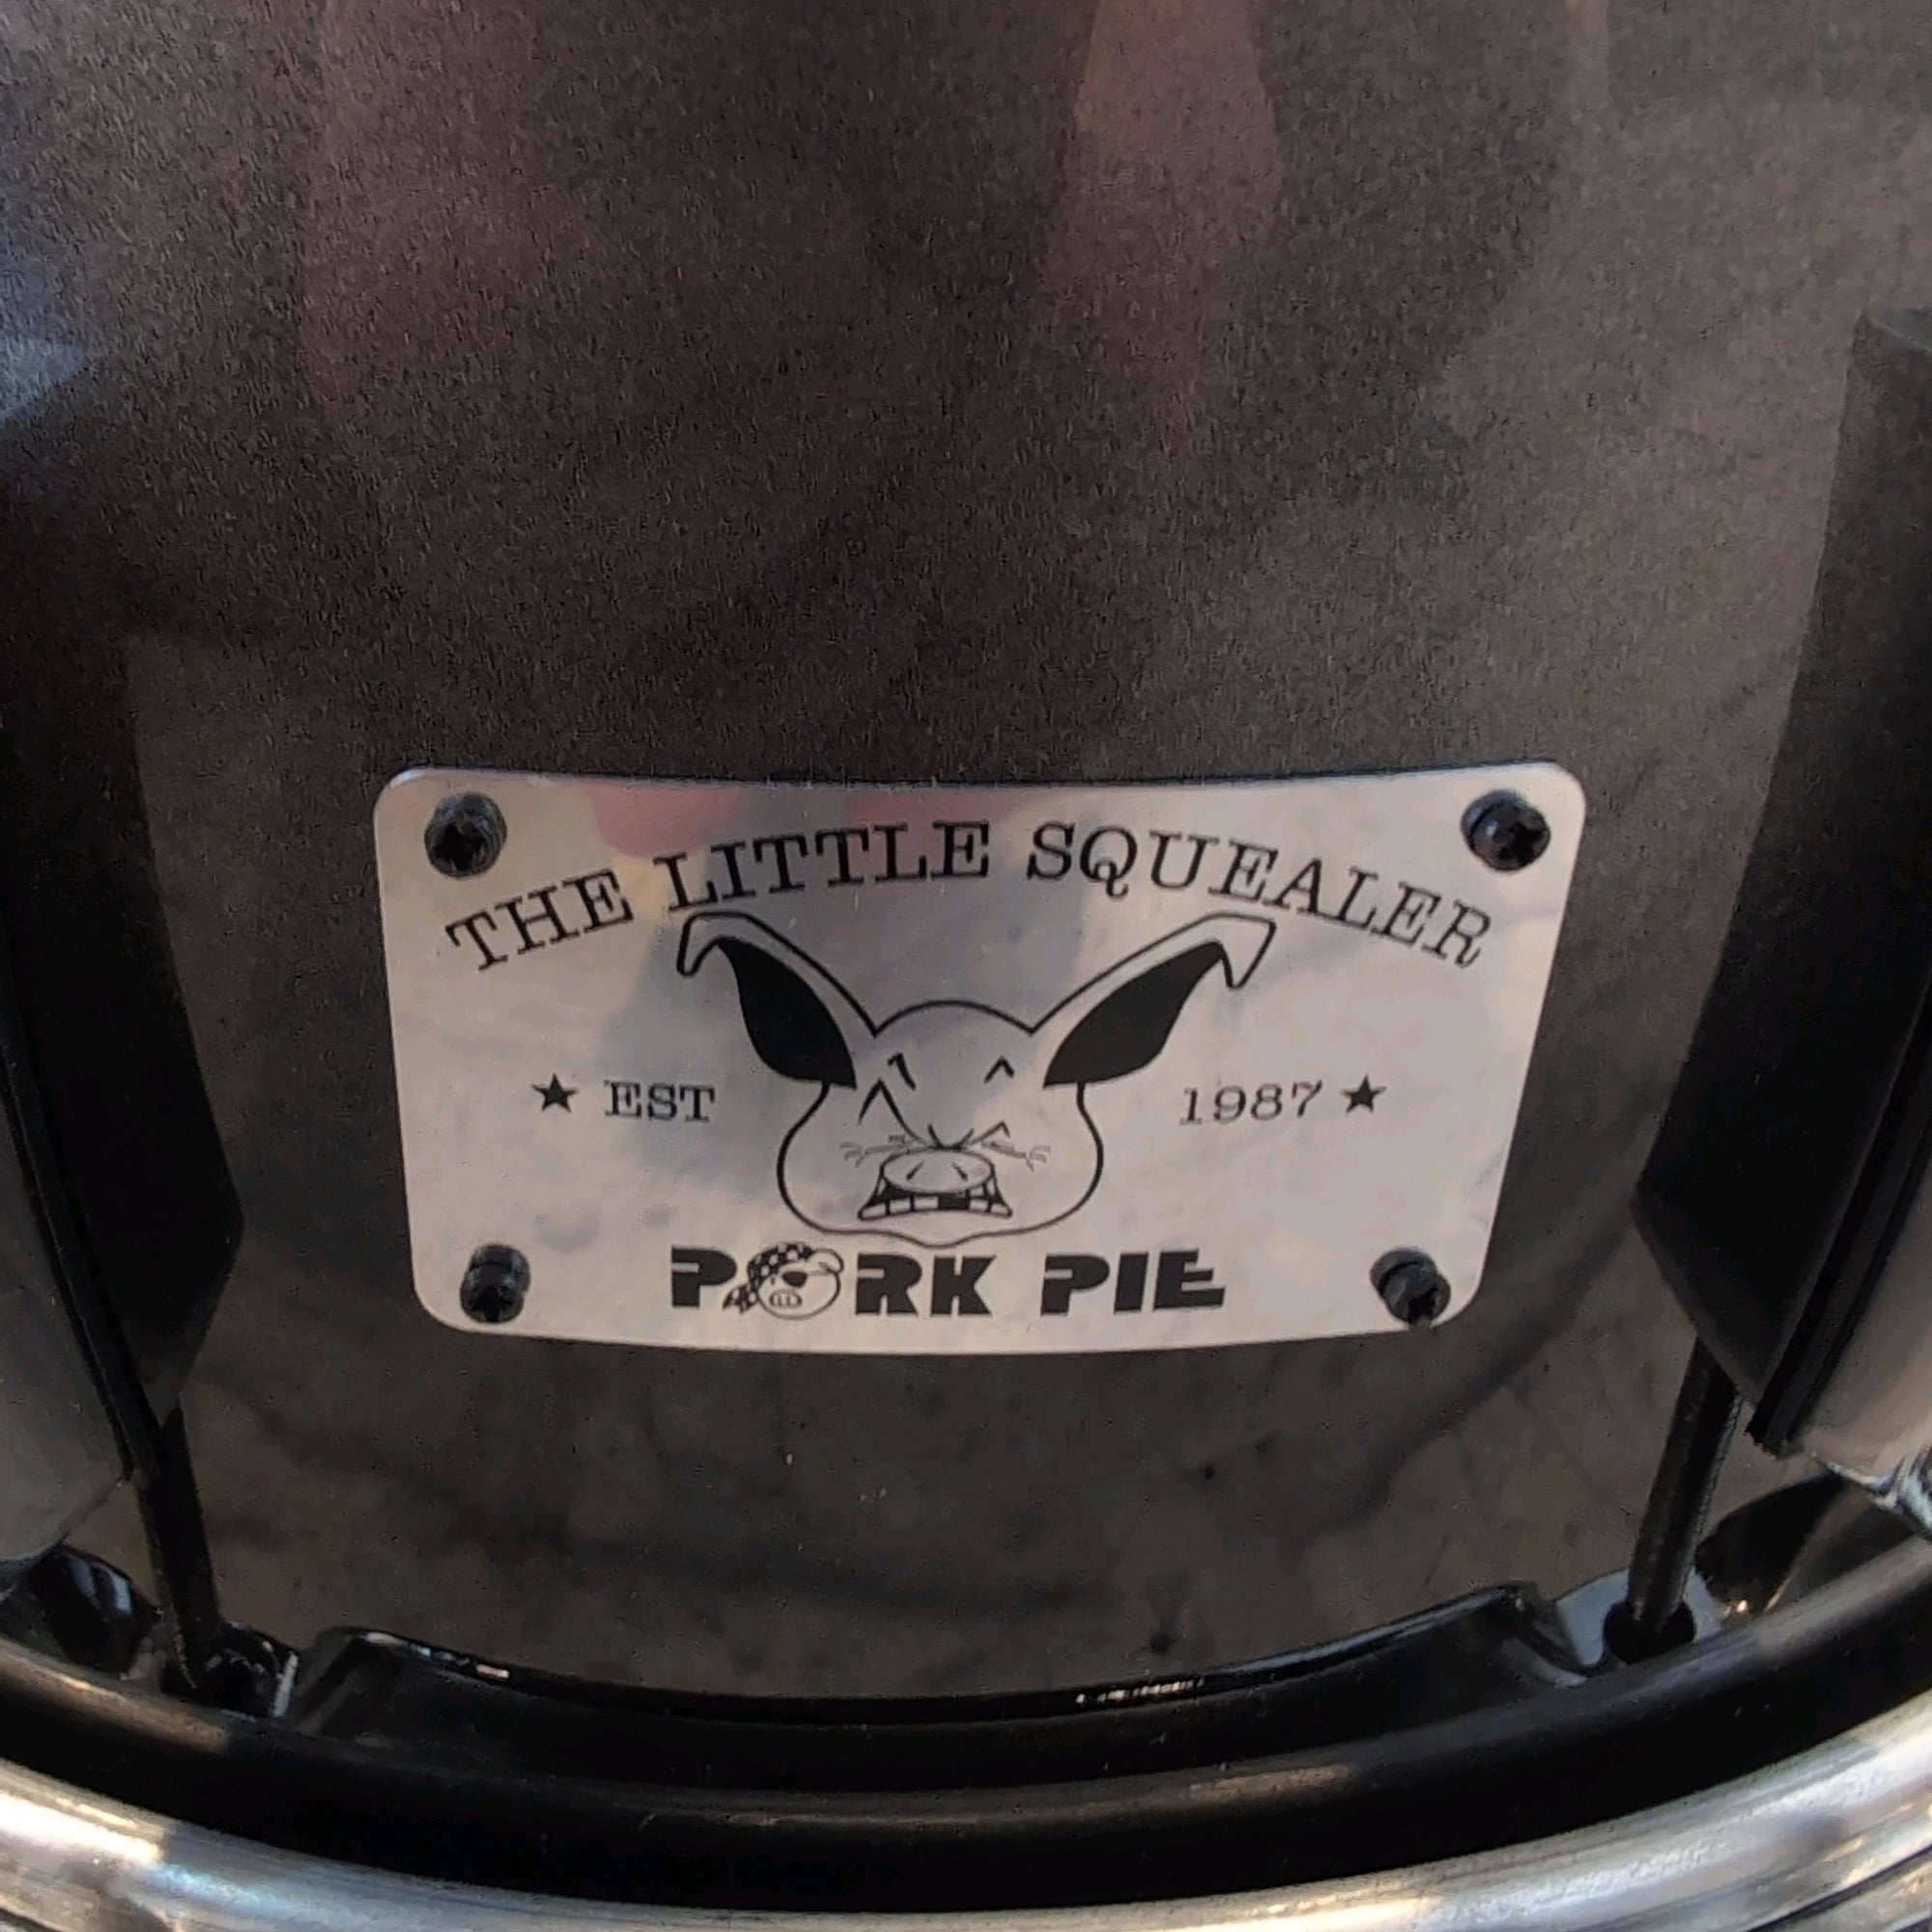 THE LITTLE SQUEALER
★ EST 1987 ★
PORK PIE